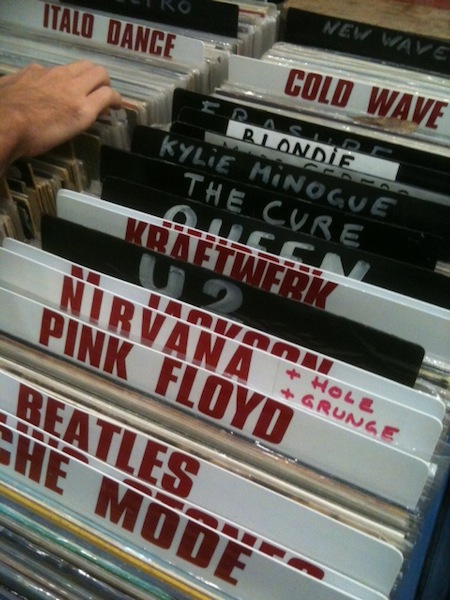 ELECTRO
ITALO DANCE
NEW WAVE
COLD WAVE
ERASURE
BLONDIE
KYLIE MINOGUE
THE CURE
QUEEN
KRAFTWERK
U2
M. JACKSON
NIRVANA
+ HOLE
+ GRUNGE
PINK FLOYD
BEATLES
CHE MODE